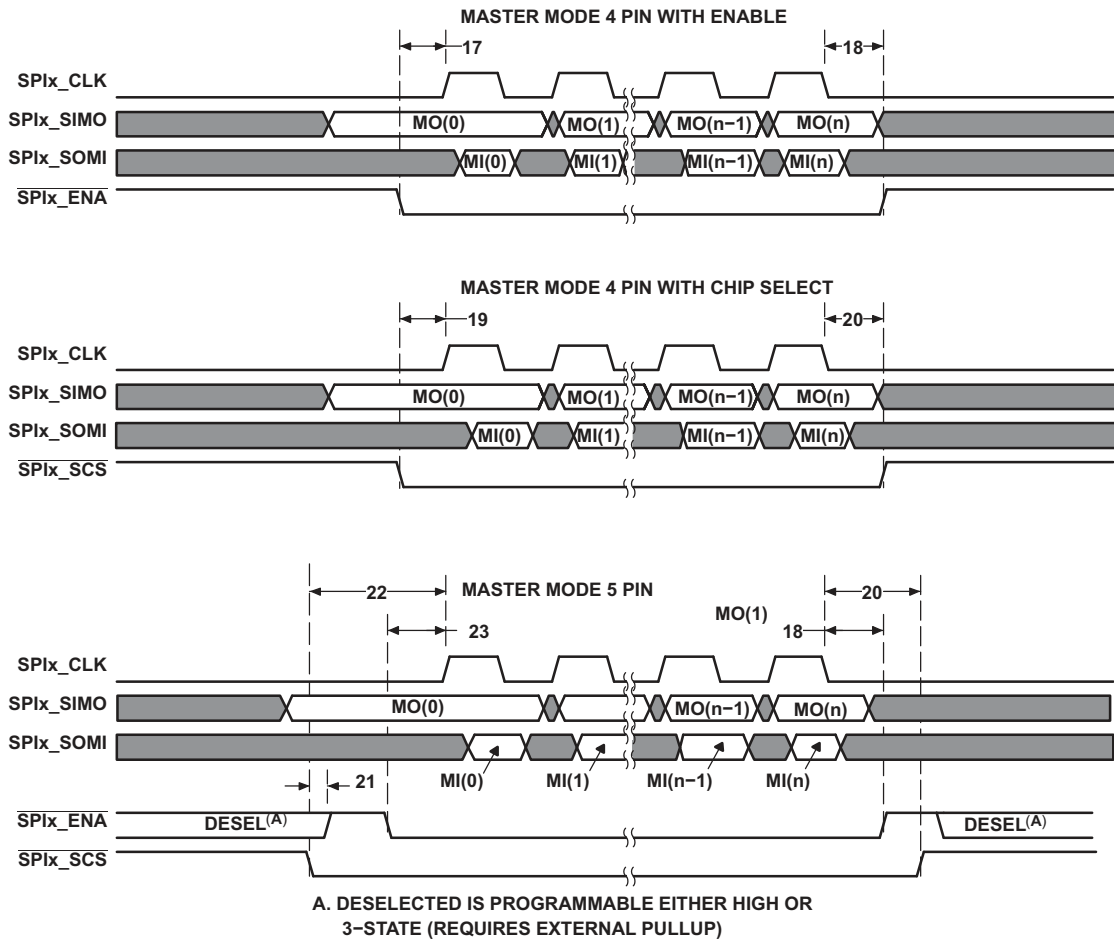 MASTER MODE 4 PIN WITH ENABLE
17
18
SPIx_CLK
SPIx_SIMO
MO(0)
MO(1)
MO(n−1)
MO(n)
SPIx_SOMI
MI(0)
MI(1)
MI(n−1)
MI(n)
SPIx_ENA
MASTER MODE 4 PIN WITH CHIP SELECT
19
20
SPIx_CLK
SPIx_SIMO
MO(0)
MO(1)
MO(n−1)
MO(n)
SPIx_SOMI
MI(0)
MI(1)
MI(n−1)
MI(n)
SPIx_SCS
22
MASTER MODE 5 PIN
20
MO(1)
23
18
SPIx_CLK
SPIx_SIMO
MO(0)
MO(n−1)
MO(n)
SPIx_SOMI
MI(0)
MI(1)
MI(n−1)
MI(n)
21
SPIx_ENA
DESEL(A)
DESEL(A)
SPIx_SCS
A. DESELECTED IS PROGRAMMABLE EITHER HIGH OR
3−STATE (REQUIRES EXTERNAL PULLUP)